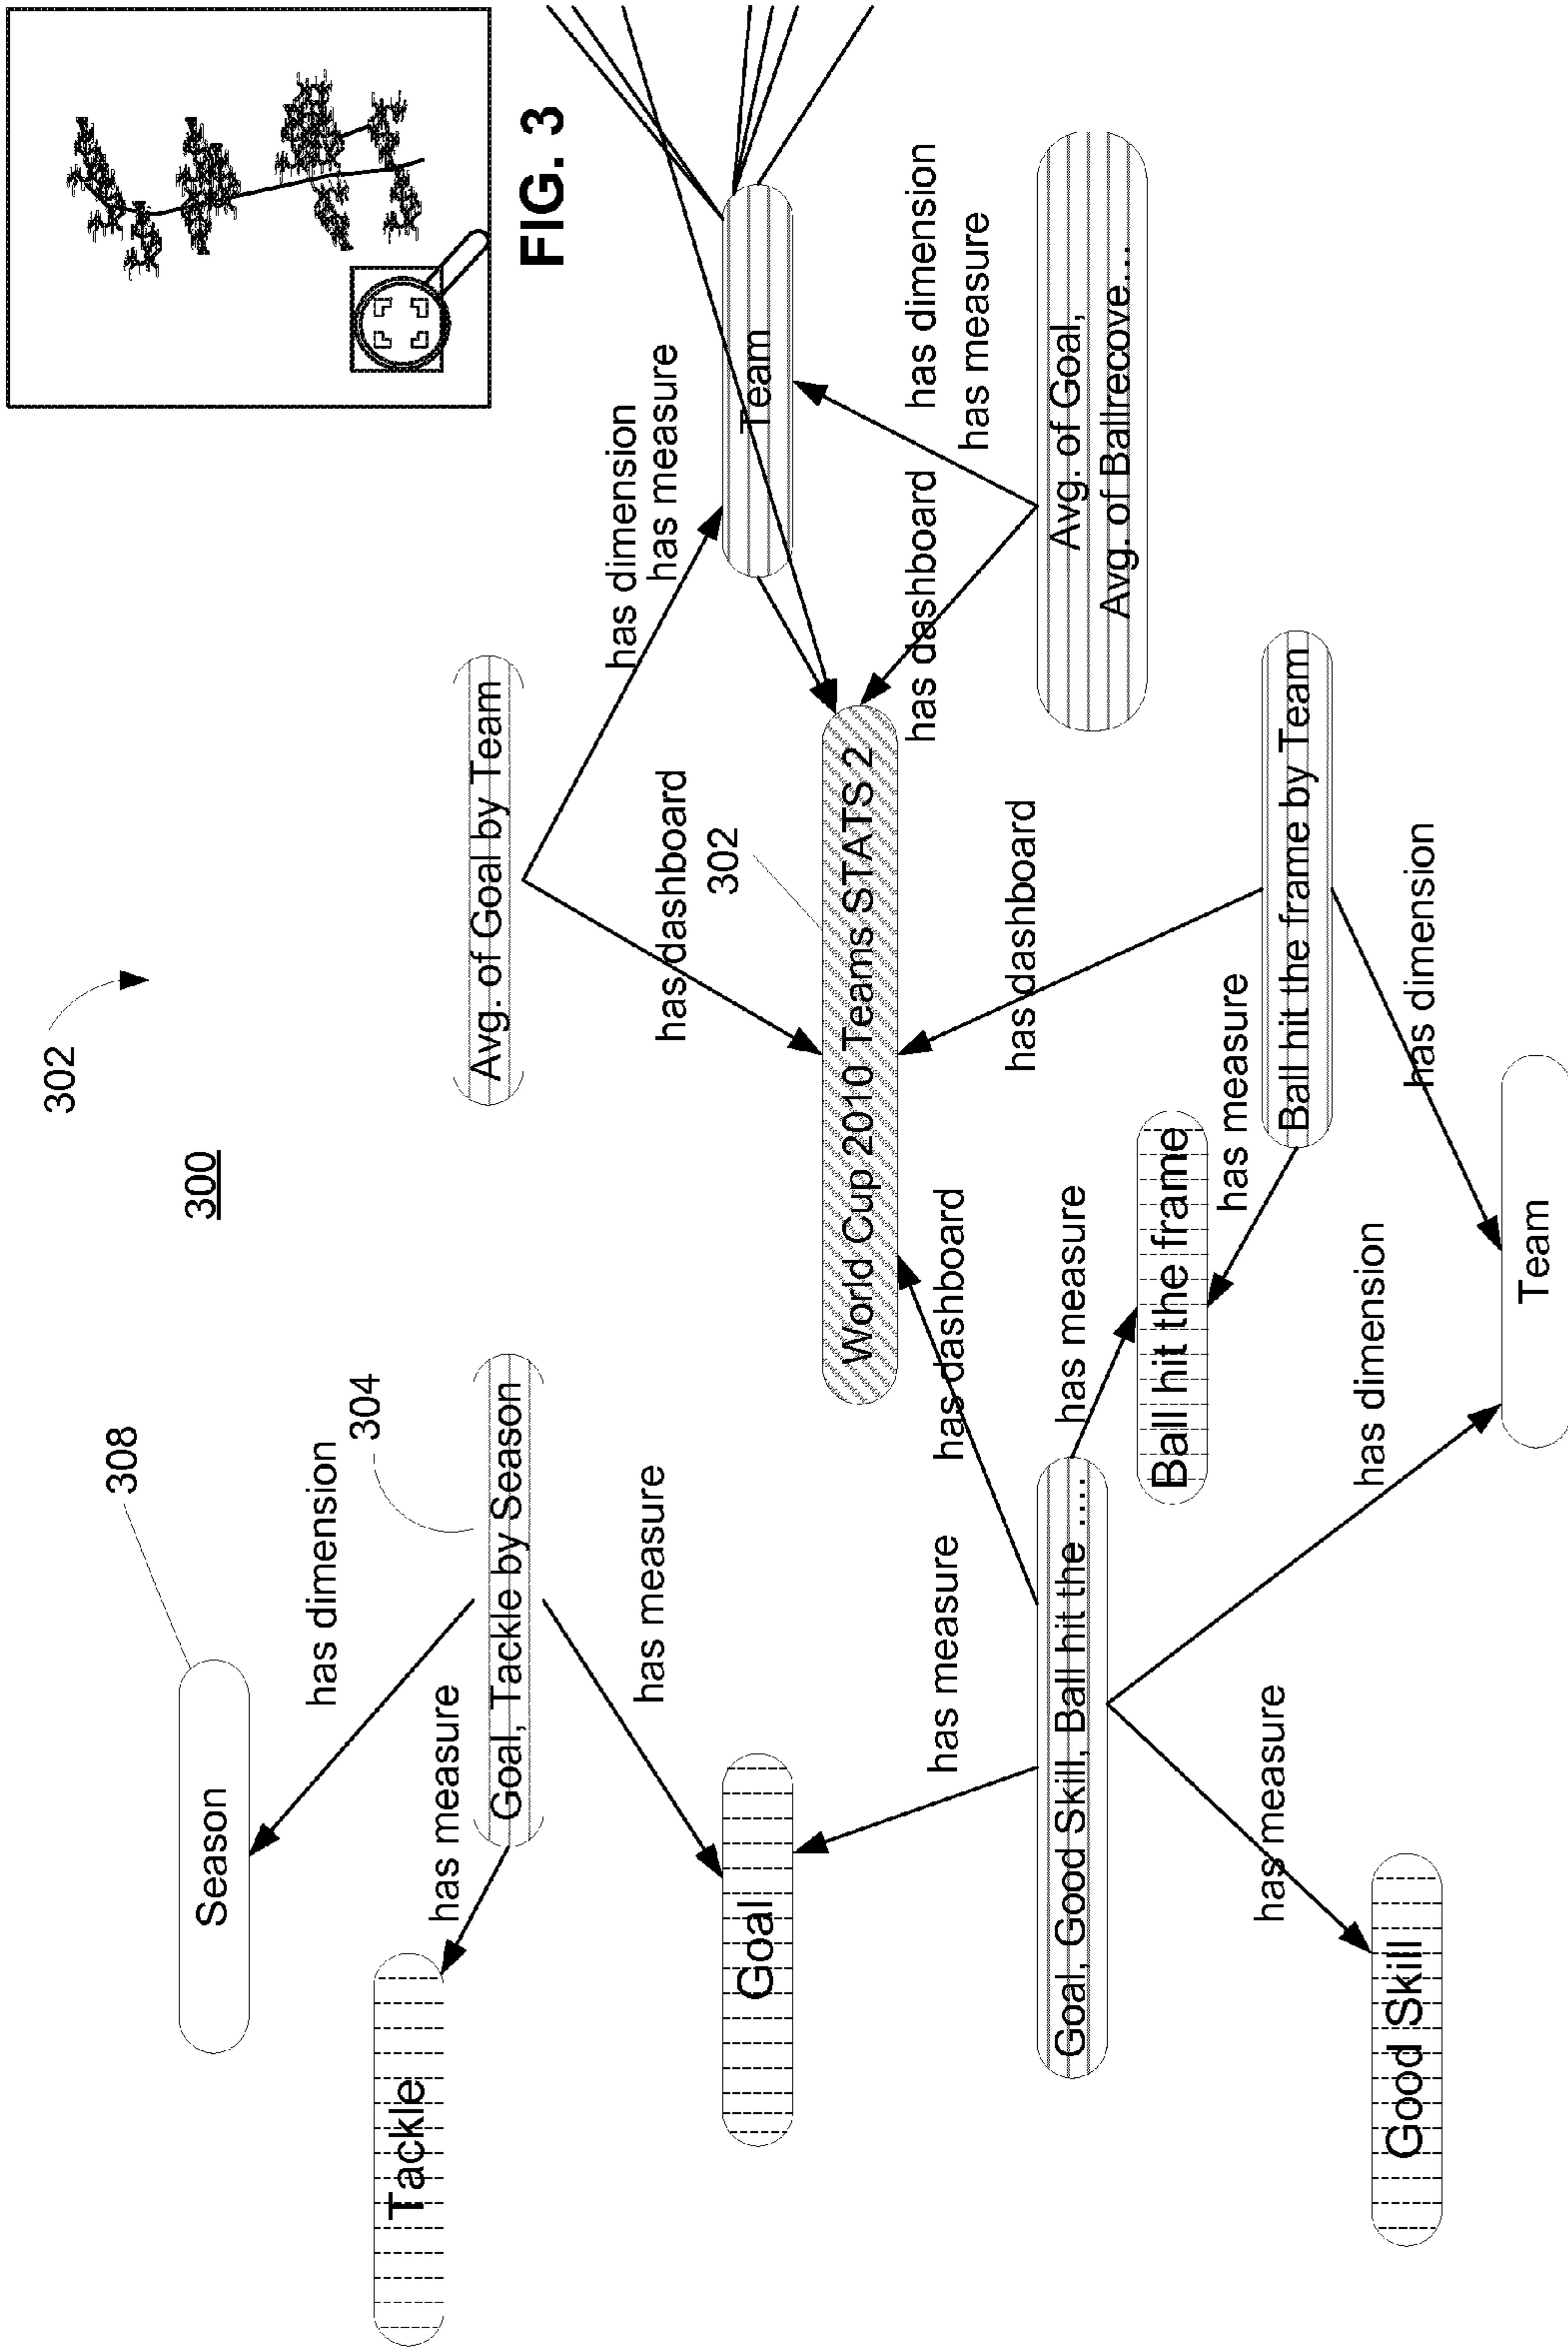 302
300
308
Season
has dimension
304
Tackle
has measure
Goal, Tackle by Season
Avg. of Goal by Team
FIG. 3
has measure
has dimension
has measure
has dashboard
302
Goal
Team
World Cup 2010 Teams STATS 2
has measure
has dashboard
has dashboard
has dimension
has measure
has measure
has dashboard
Goal, Good Skill, Ball hit the .....
Avg. of Goal,
Avg. of Ballrecove....
Ball hit the frame
has measure
has measure
Ball hit the frame by Team
has dimension
has dimension
Good Skill
Team